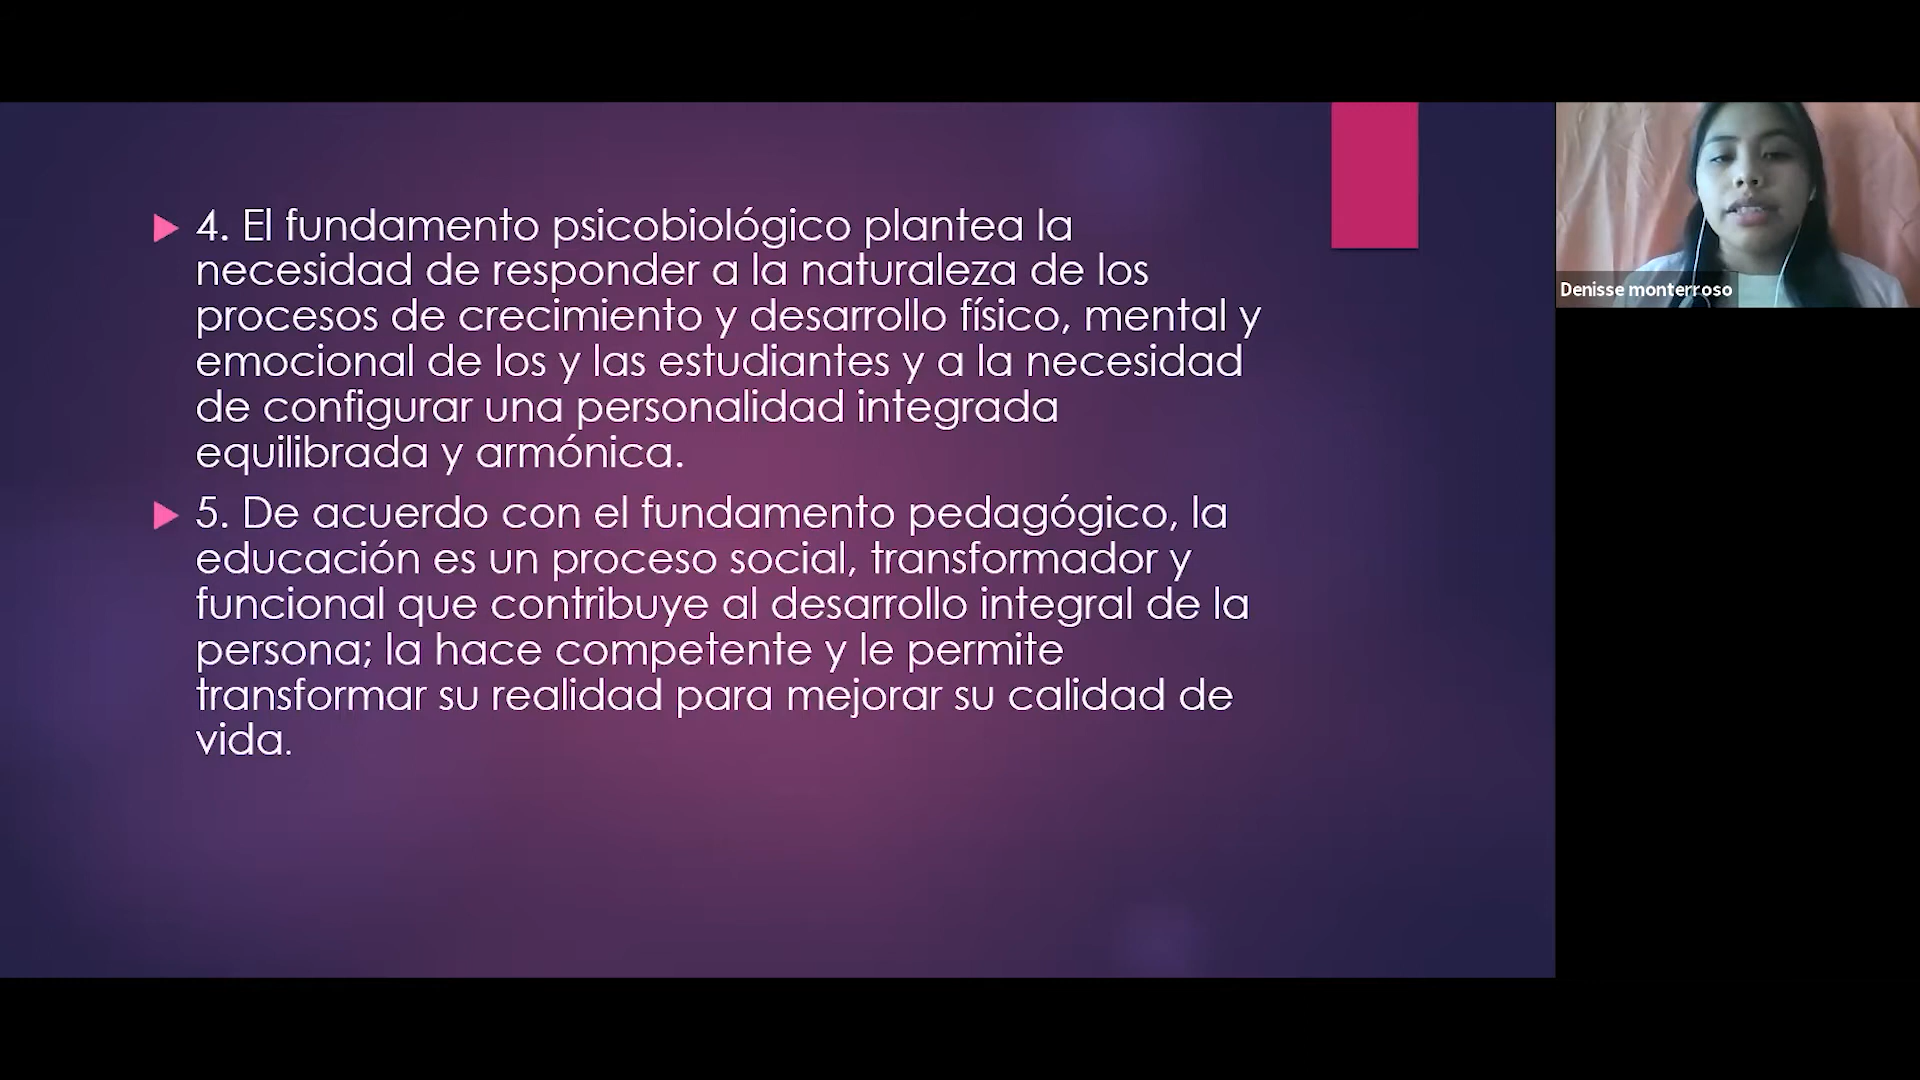 4. El fundamento psicobiológico plantea la
necesidad de responder a la naturaleza de los
procesos de crecimiento y desarrollo físico, mental y
emocional de los y las estudiantes y a la necesidad
de configurar una personalidad integrada
equilibrada y armónica.
5. De acuerdo con el fundamento pedagógico, la
educación es un proceso social, transformador y
funcional que contribuye al desarrollo integral de la
persona; la hace competente y le permite
transformar su realidad para mejorar su calidad de
vida.
Denisse monterroso